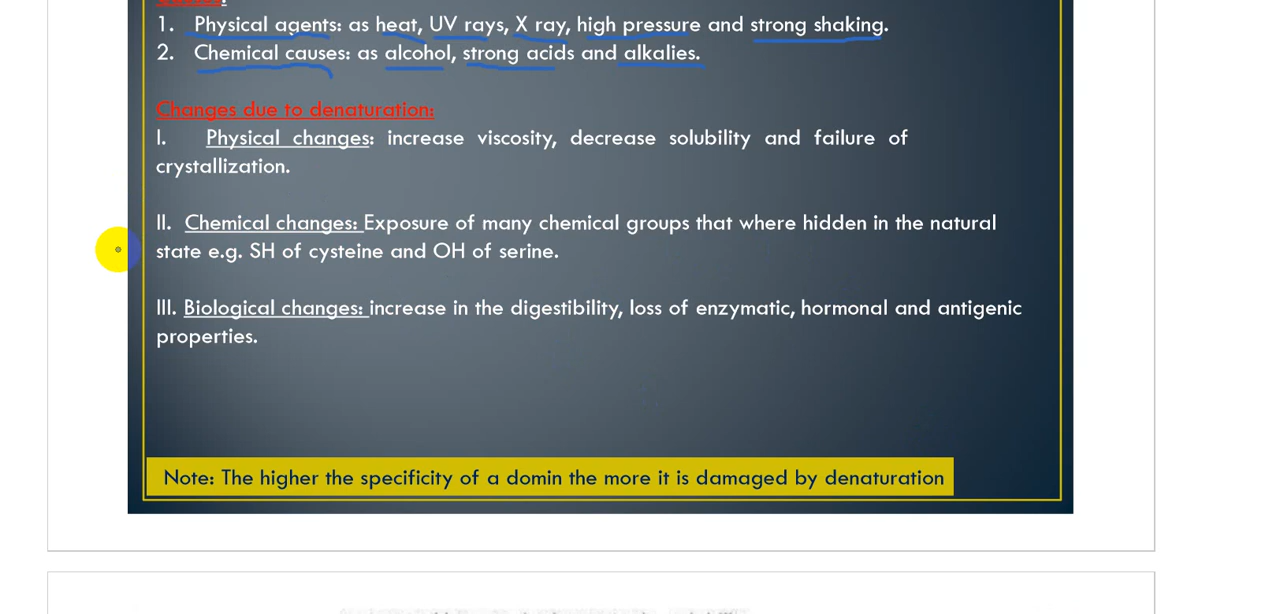 1. Physical agents: as heat, UV rays, X ray, high pressure and strong shaking.
2. Chemical causes: as alcohol, strong acids and alkalies.
Changes due to denaturation:
I. Physical changes: increase viscosity, decrease solubility and failure of
crystallization.
II. Chemical changes: Exposure of many chemical groups that where hidden in the natural
state e.g. SH of cysteine and OH of serine.
III. Biological changes: increase in the digestibility, loss of enzymatic, hormonal and antigenic
properties.
Note: The higher the specificity of a domin the more it is damaged by denaturation